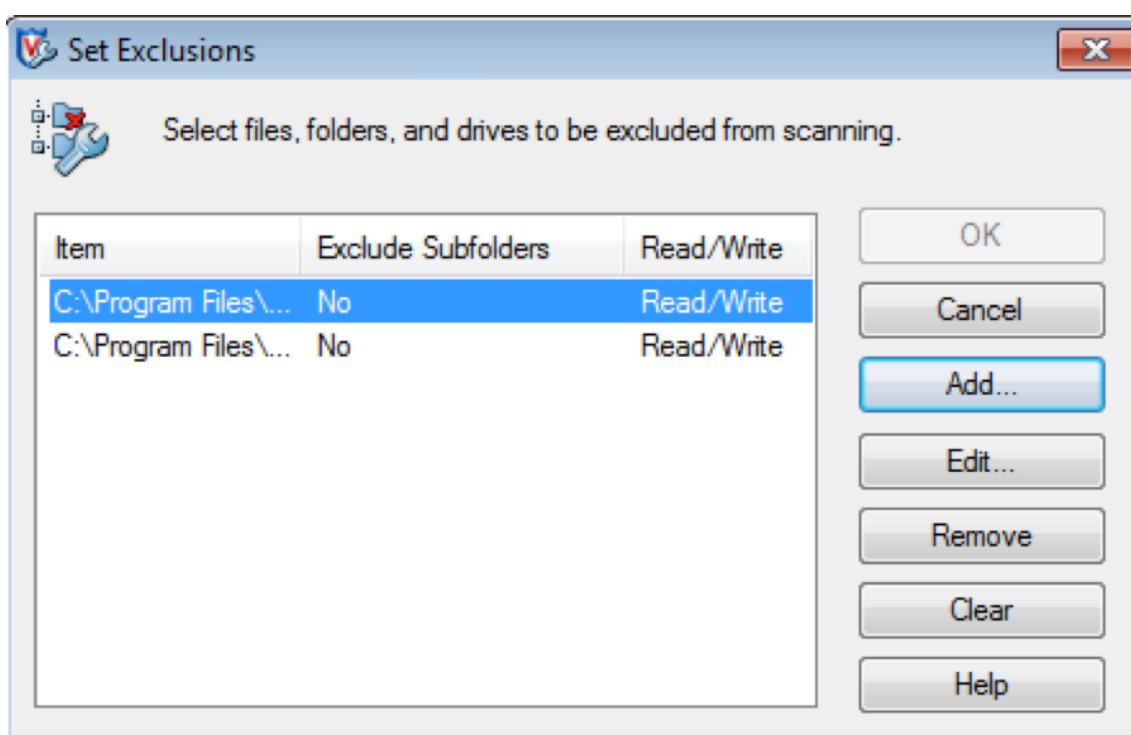 Set Exclusions
Select files, folders, and drives to be excluded from scanning.
Item Exclude Subfolders Read/Write
C:\Program Files\... No Read/Write
C:\Program Files\... No Read/Write
OK
Cancel
Add...
Edit...
Remove
Clear
Help